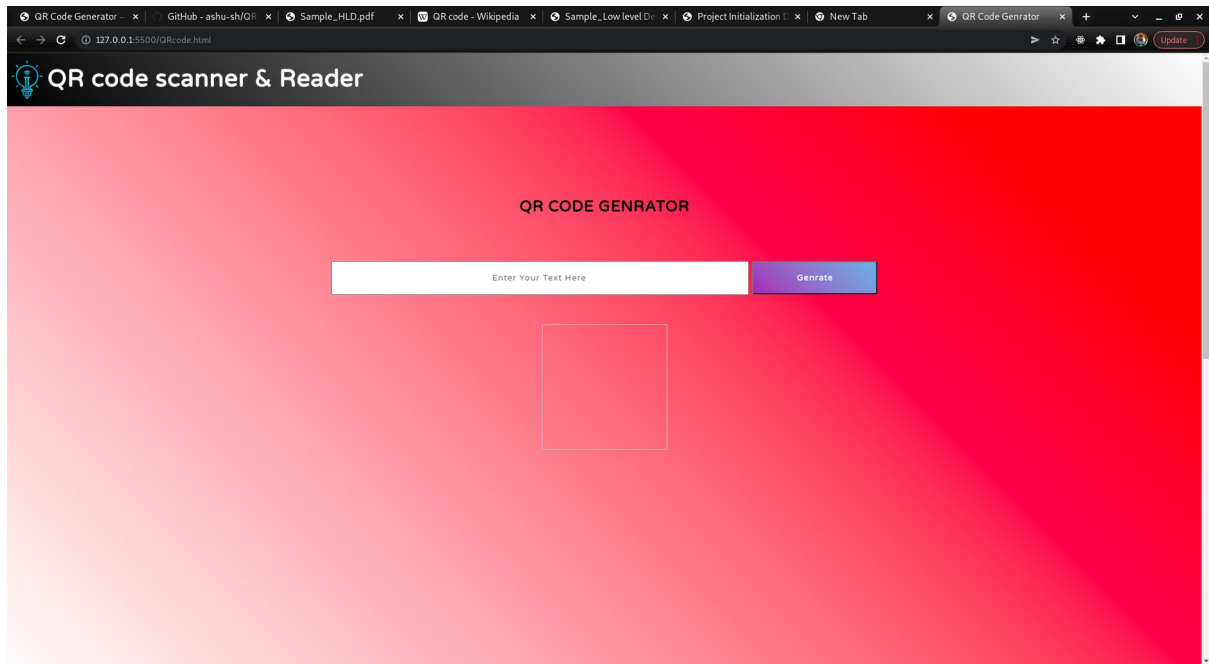 QR Code Generator –
GitHub - ashu-sh/QR
Sample_HLD.pdf
QR code - Wikipedia
Sample_Low level De
Project Initialization D
New Tab
QR Code Genrator
127.0.0.1:5500/QRcode.html
Update
QR code scanner & Reader
QR CODE GENRATOR
Enter Your Text Here
Genrate